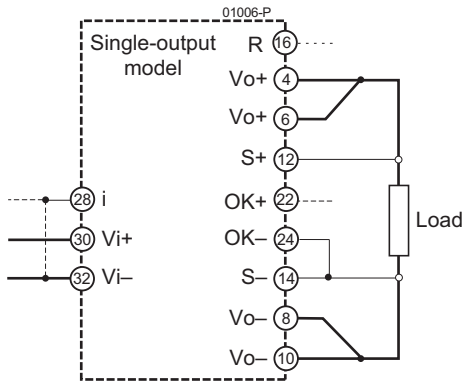 01006-P
Single-output
model
R 16
Vo+ 4
Vo+ 6
S+ 12
28 i
OK+ 22
Load
30 Vi+
OK– 24
32 Vi–
S– 14
Vo– 8
Vo– 10